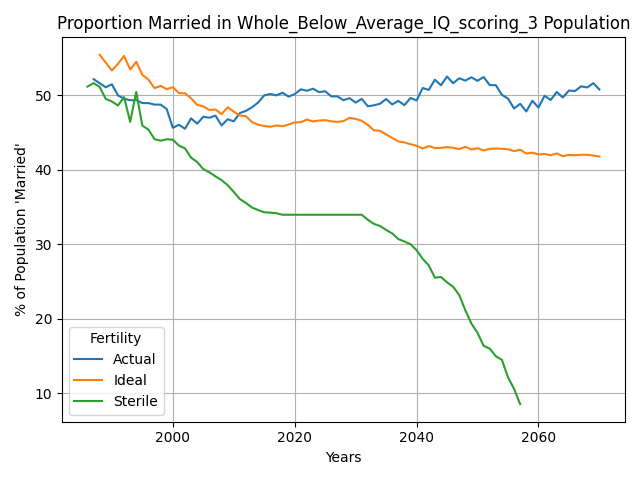 Proportion Married in Whole_Below_Average_IQ_scoring_3 Population
% of Population 'Married'
50
40
30
20
10
Fertility
Actual
Ideal
Sterile
2000
2020
2040
2060
Years